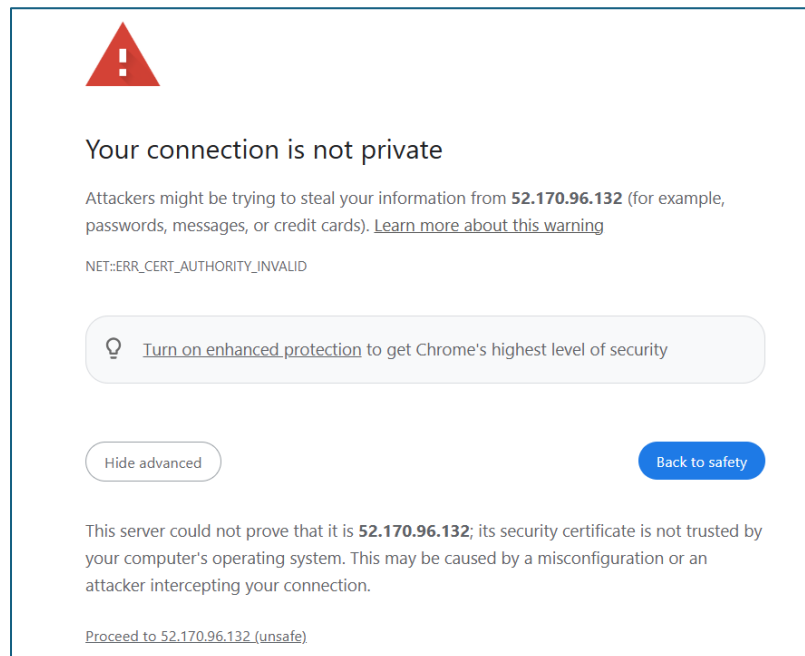 Your connection is not private
Attackers might be trying to steal your information from 52.170.96.132 (for example,
passwords, messages, or credit cards). Learn more about this warning
NET::ERR_CERT_AUTHORITY_INVALID
Turn on enhanced protection to get Chrome's highest level of security
Hide advanced
Back to safety
This server could not prove that it is 52.170.96.132; its security certificate is not trusted by
your computer's operating system. This may be caused by a misconfiguration or an
attacker intercepting your connection.
Proceed to 52.170.96.132 (unsafe)